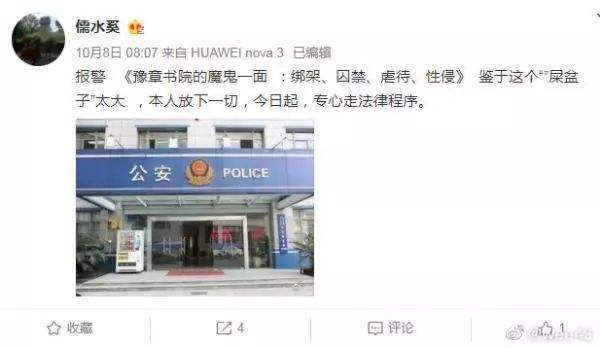 儒水奚
10月8日 08:07 来自 HUAWEI nova 3 已编辑
报警 《豫章书院的魔鬼一面 :绑架、囚禁、虐待、性侵》 鉴于这个“”屎盆
子”太大 ，本人放下一切，今日起，专心走法律程序。
公安 POLICE
收藏
4
评论
1